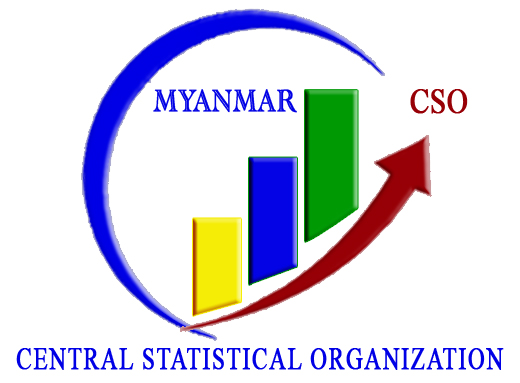 MYANMAR CSO
CENTRAL STATISTICAL ORGANIZATION